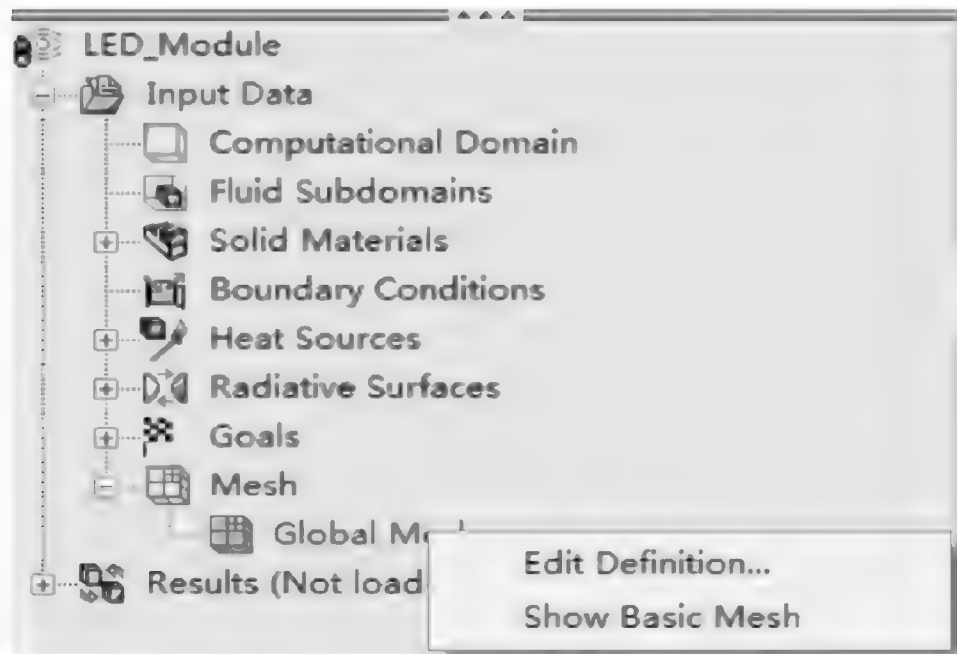 LED_Module
Input Data
Computational Domain
Fluid Subdomains
Solid Materials
Boundary Conditions
Heat Sources
Radiative Surfaces
Goals
Mesh
Global
Edit Definition...
Results (Not
Show Basic Mesh